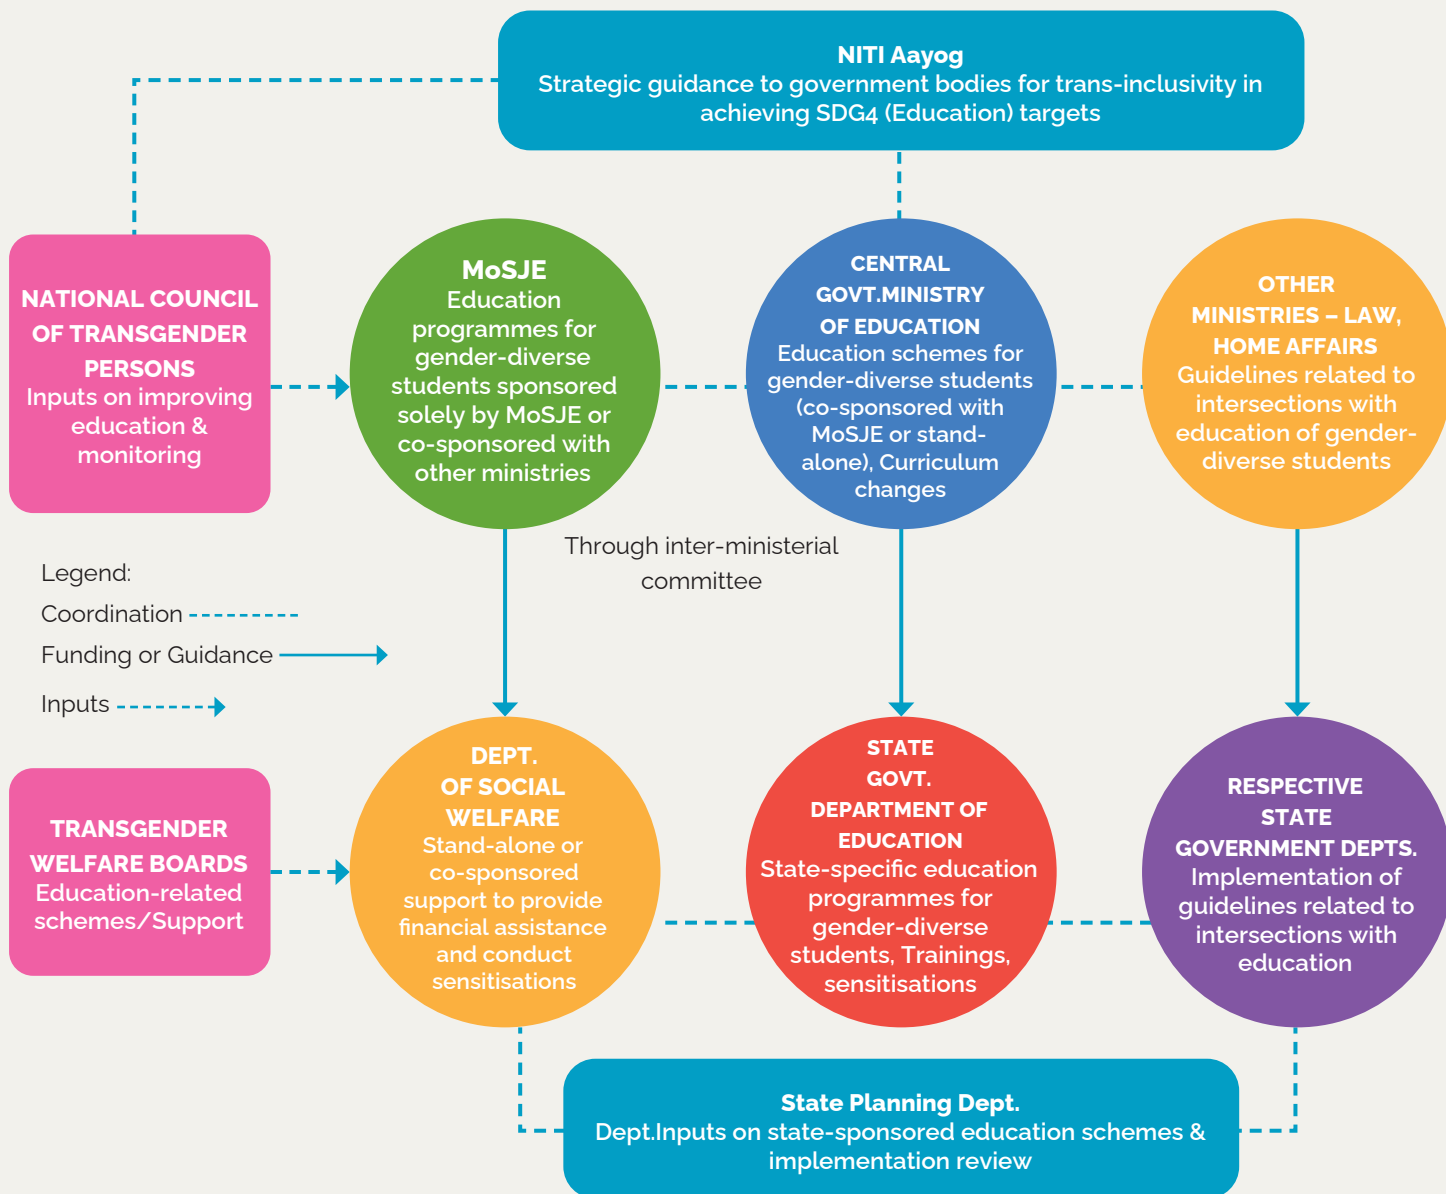 NITI Aayog
Strategic guidance to government bodies for trans-inclusivity in
achieving SDG4 (Education) targets
NATIONAL COUNCIL
OF TRANSGENDER
PERSONS
Inputs on improving
education &
monitoring
MoSJE
Education
programmes for
gender-diverse
students sponsored
solely by MoSJE or
co-sponsored with
other ministries
CENTRAL
GOVT.MINISTRY
OF EDUCATION
Education schemes for
gender-diverse students
(co-sponsored with
MoSJE or stand-
alone), Curriculum
changes
OTHER
MINISTRIES – LAW,
HOME AFFAIRS
Guidelines related to
intersections with
education of gender-
diverse students
Through inter-ministerial
committee
Legend:
Coordination
Funding or Guidance
Inputs
TRANSGENDER
WELFARE BOARDS
Education-related
schemes/Support
DEPT.
OF SOCIAL
WELFARE
Stand-alone or
co-sponsored
support to provide
financial assistance
and conduct
sensitisations
STATE
GOVT.
DEPARTMENT OF
EDUCATION
State-specific education
programmes for
gender-diverse
students, Trainings,
sensitisations
RESPECTIVE
STATE
GOVERNMENT DEPTS.
Implementation of
guidelines related to
intersections with
education
State Planning Dept.
Dept.Inputs on state-sponsored education schemes &
implementation review